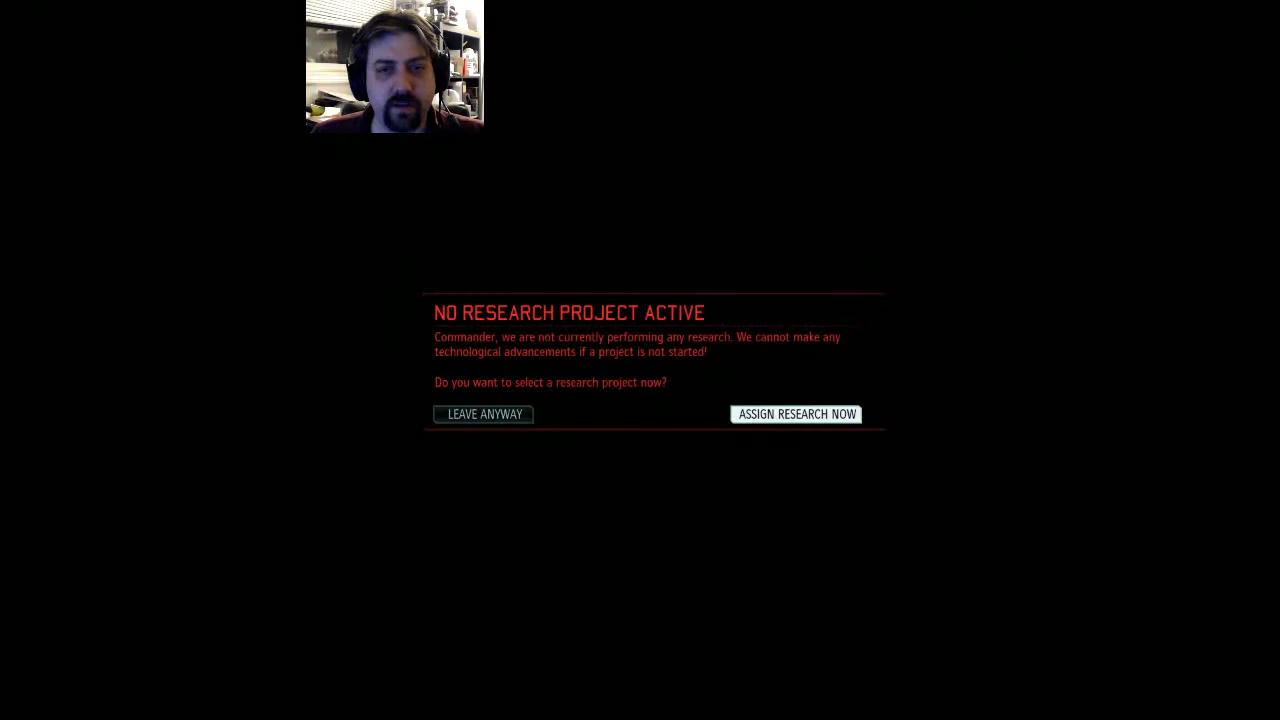 NO RESEARCH PROJECT ACTIVE
Commander, we are not currently performing any research. We cannot make any
technological advancements if a project is not started!
Do you want to select a research project now?
LEAVE ANYWAY
ASSIGN RESEARCH NOW